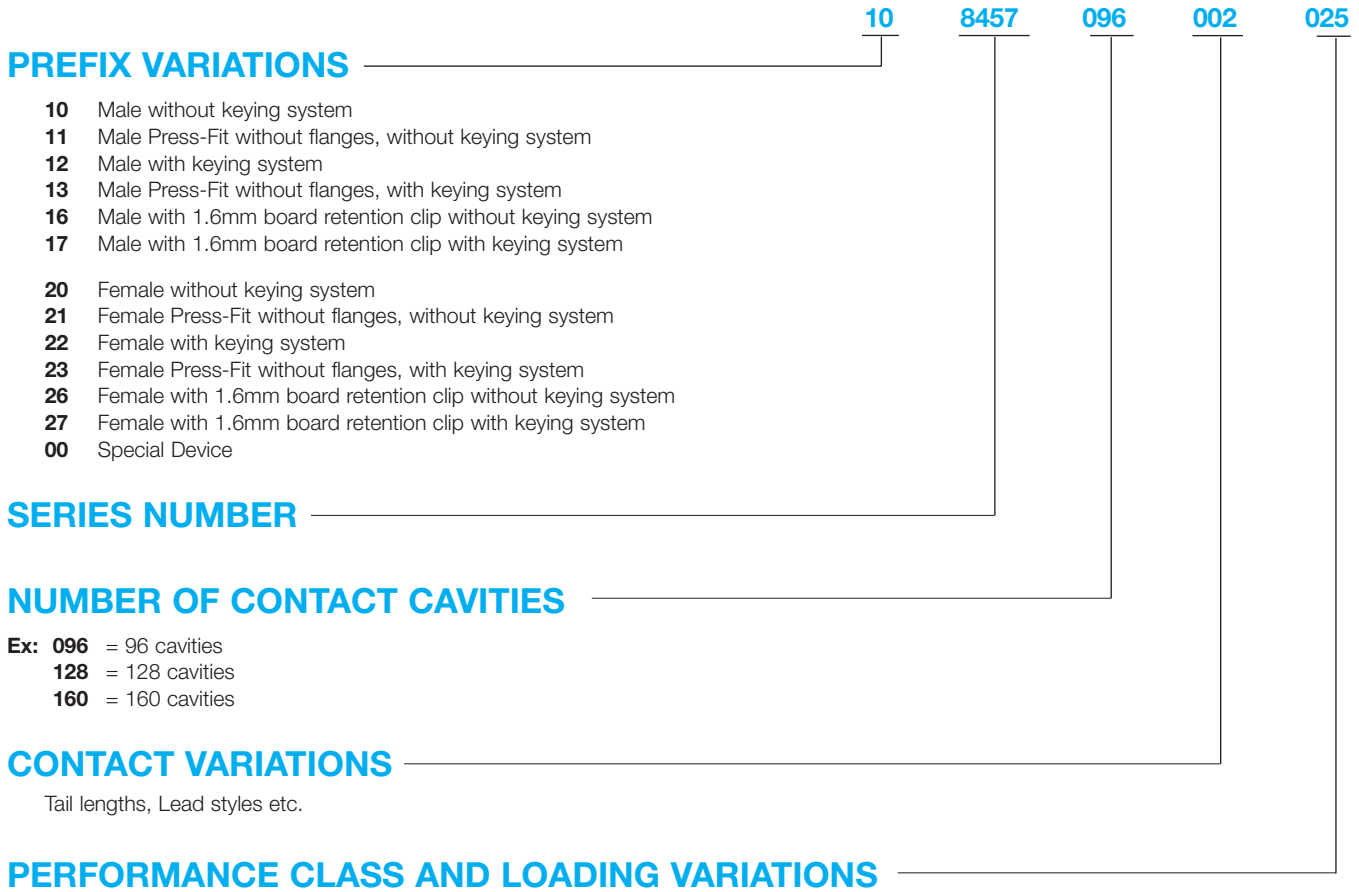 10 8457 096 002 025
PREFIX VARIATIONS
10 Male without keying system
11 Male Press-Fit without flanges, without keying system
12 Male with keying system
13 Male Press-Fit without flanges, with keying system
16 Male with 1.6mm board retention clip without keying system
17 Male with 1.6mm board retention clip with keying system
20 Female without keying system
21 Female Press-Fit without flanges, without keying system
22 Female with keying system
23 Female Press-Fit without flanges, with keying system
26 Female with 1.6mm board retention clip without keying system
27 Female with 1.6mm board retention clip with keying system
00 Special Device
SERIES NUMBER
NUMBER OF CONTACT CAVITIES
Ex: 096 = 96 cavities
128 = 128 cavities
160 = 160 cavities
CONTACT VARIATIONS
Tail lengths, Lead styles etc.
PERFORMANCE CLASS AND LOADING VARIATIONS